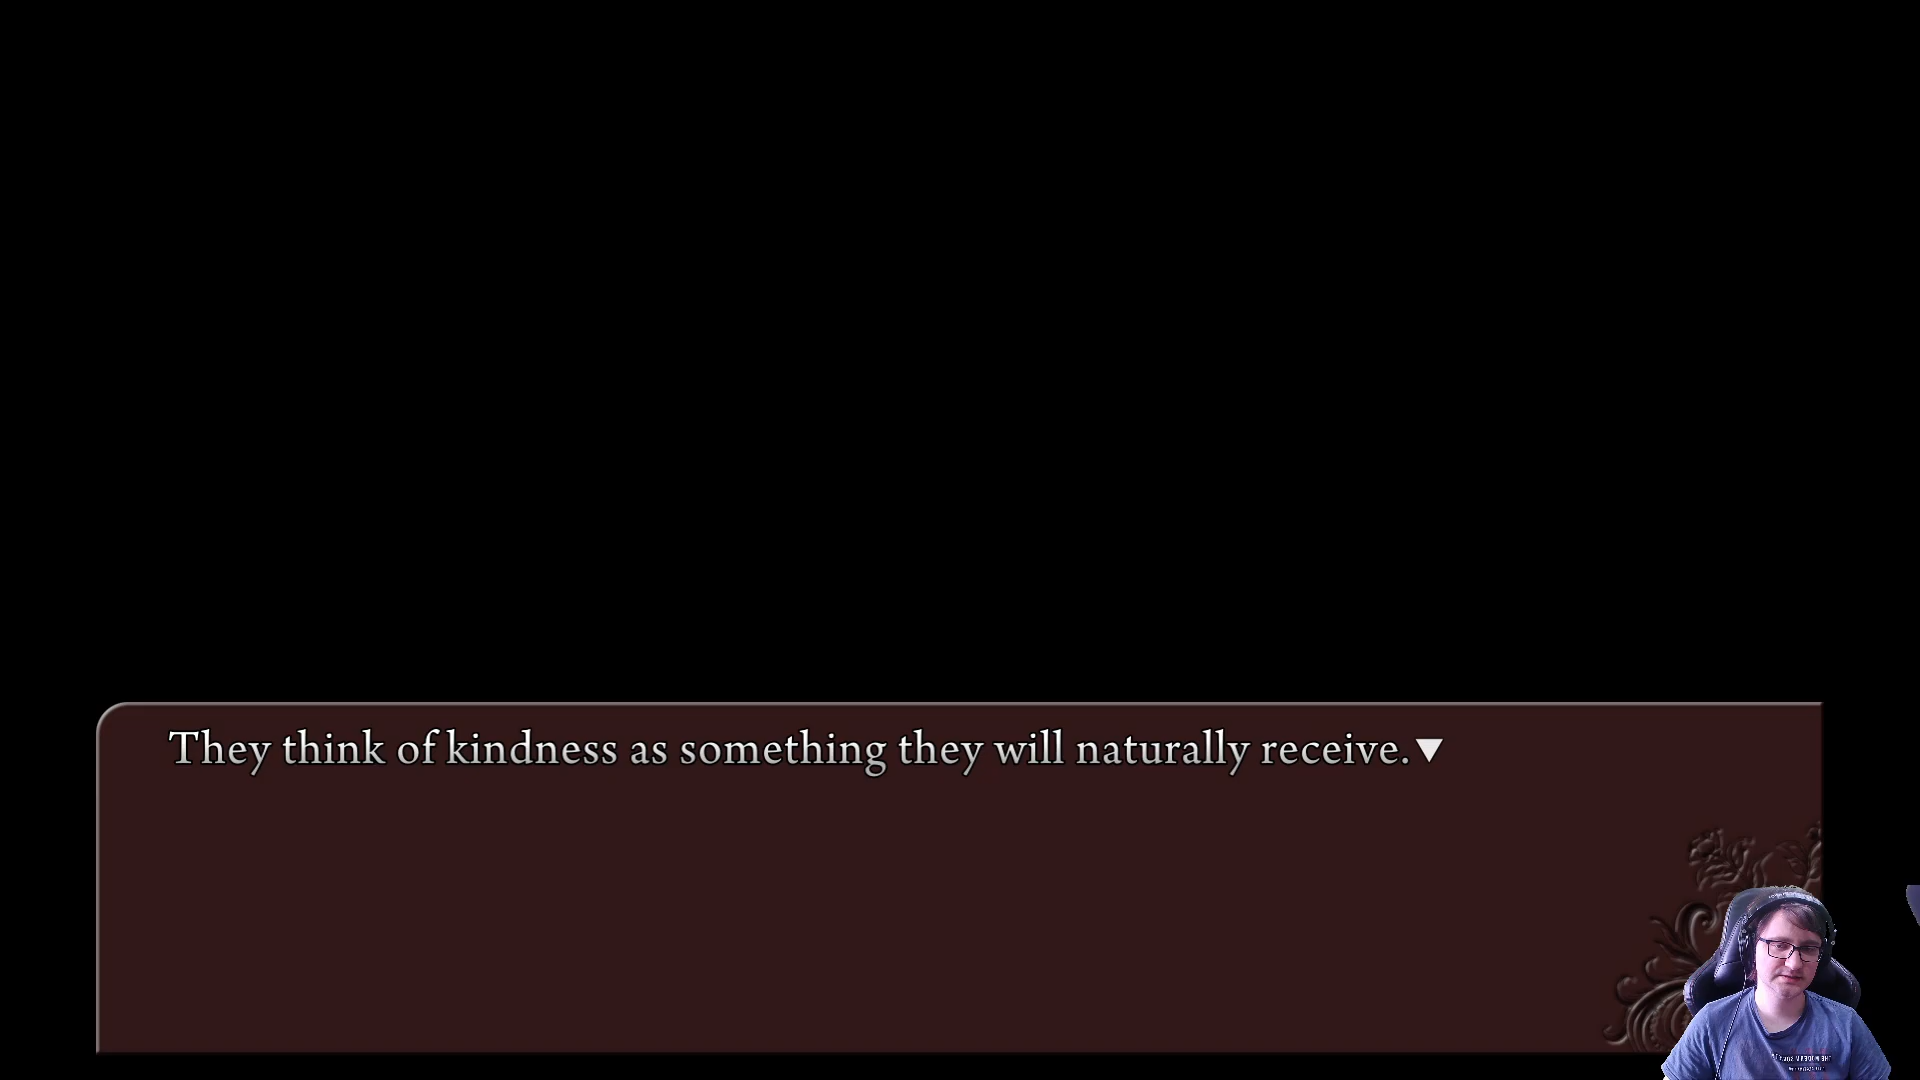 They think of kindness as something they will naturally receive.▼